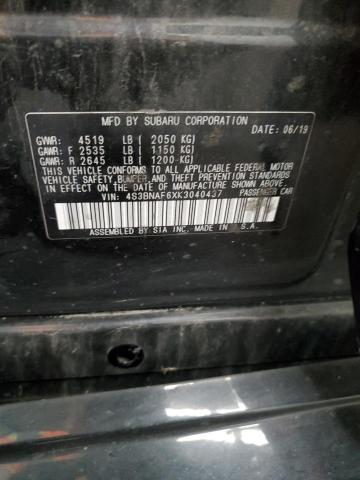 MFD BY SUBARU CORPORATION
DATE: 06/19
GVWR: 4519 LB [ 2050 KG]
GAWR: F 2535 LB [ 1150 KG]
GAWR: R 2645 LB [ 1200 KG]
THIS VEHICLE CONFORMS TO ALL APPLICABLE FEDERAL MOTOR
VEHICLE SAFETY, BUMPER, AND THEFT PREVENTION STANDARDS
IN EFFECT ON THE DATE OF MANUFACTURE SHOWN ABOVE.
VIN: 4S3BNAF6XK3040437 PASSENGER CAR
ASSEMBLED BY SIA INC. MADE IN U.S.A.